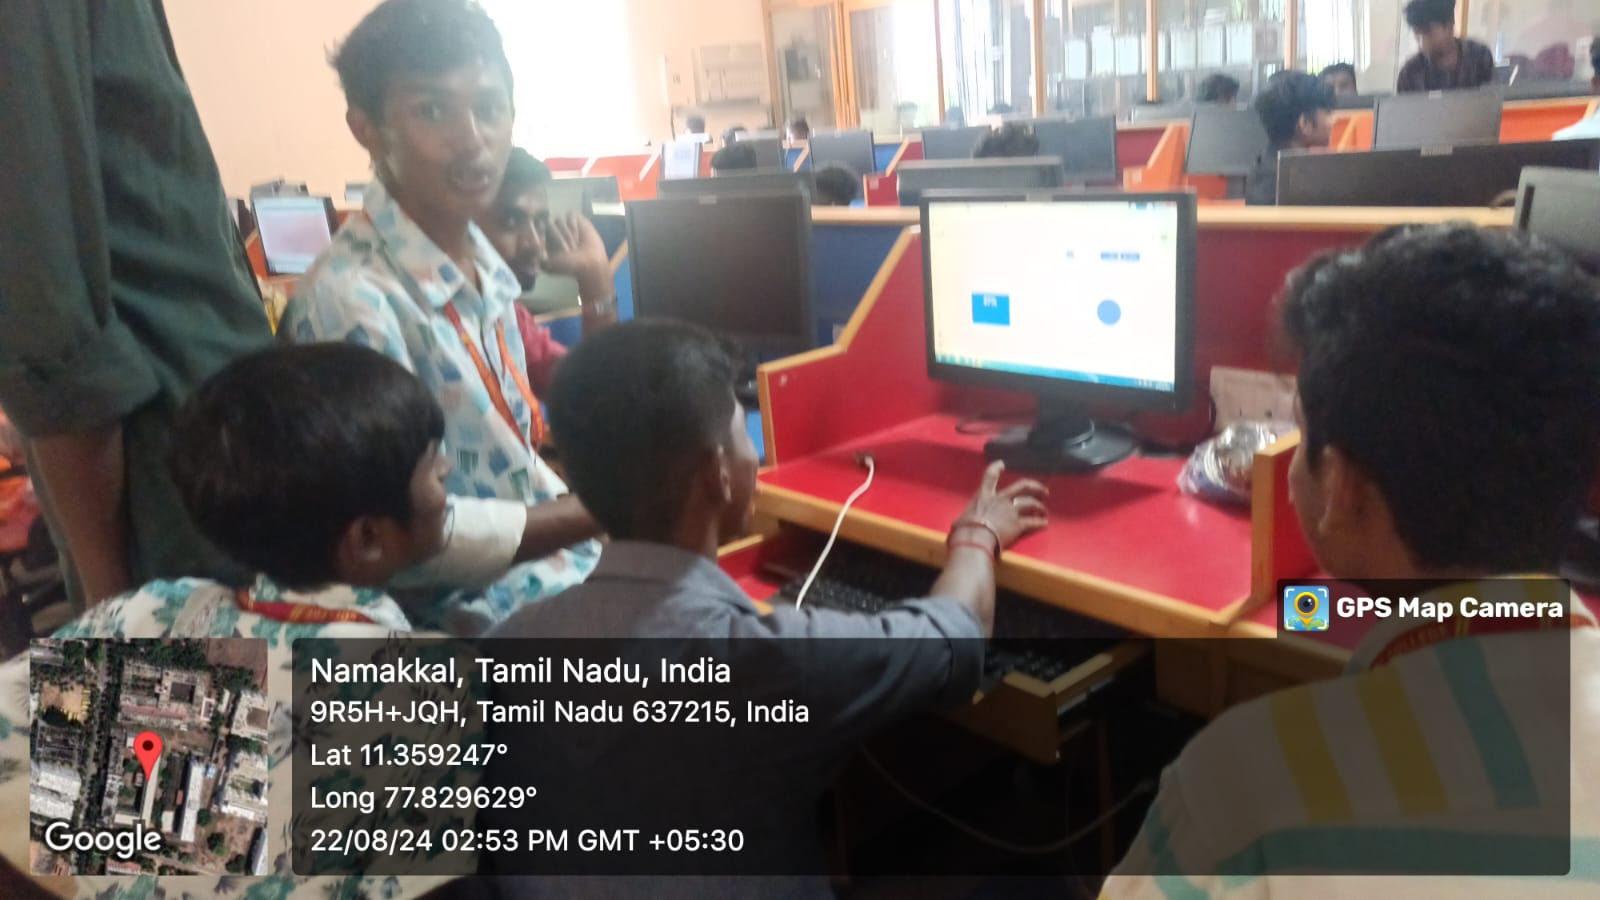 GPS Map Camera
Namakkal, Tamil Nadu, India
9R5H+JQH, Tamil Nadu 637215, India
Lat 11.359247°
Long 77.829629°
22/08/24 02:53 PM GMT +05:30
Google